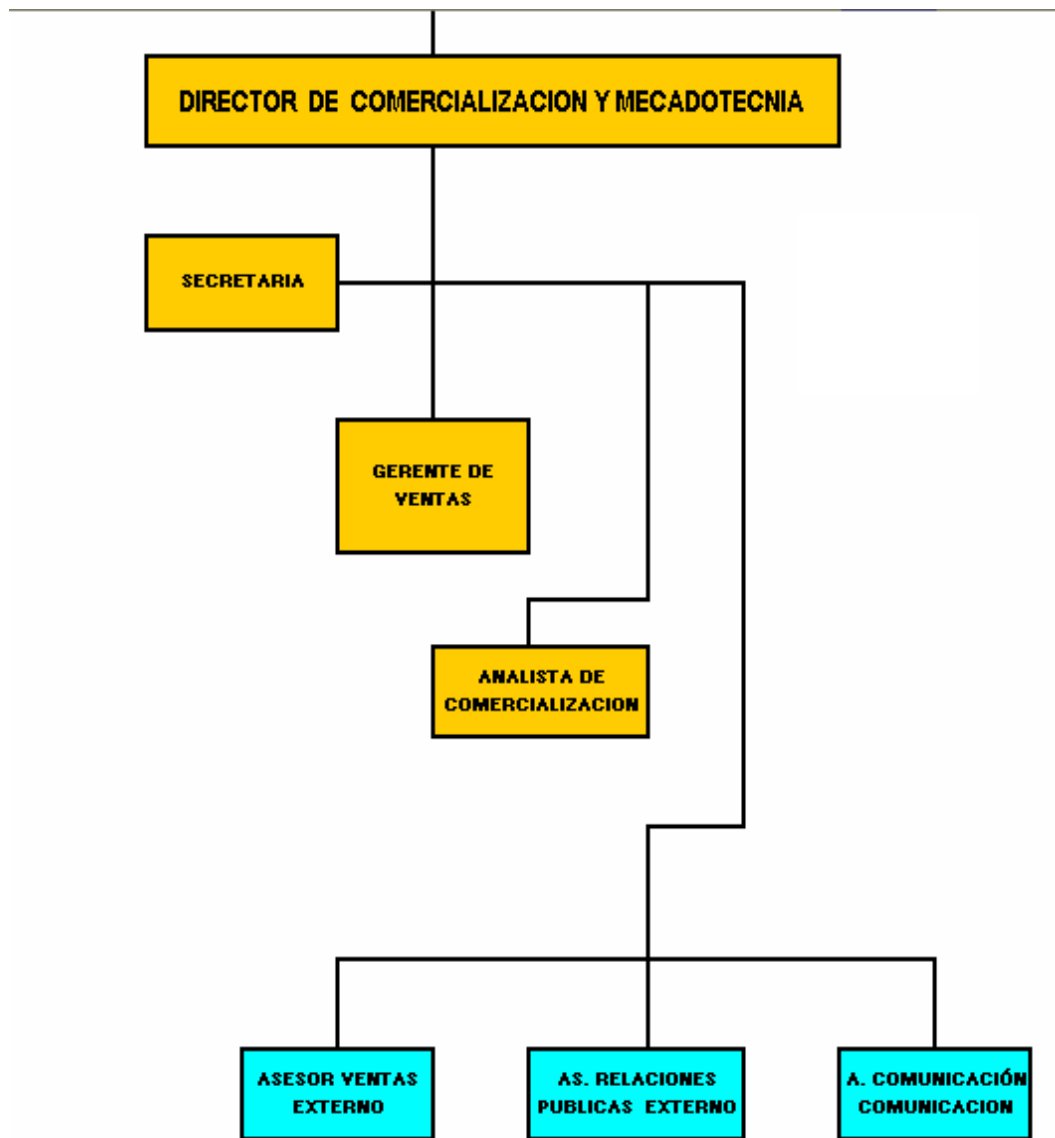 DIRECTOR DE COMERCIALIZACION Y MECADOTECNIA
SECRETARIA
GERENTE DE
VENTAS
ANALISTA DE
COMERCIALIZACION
ASESOR VENTAS
EXTERNO
AS. RELACIONES
PUBLICAS EXTERNO
A. COMUNICACIÓN
COMUNICACION